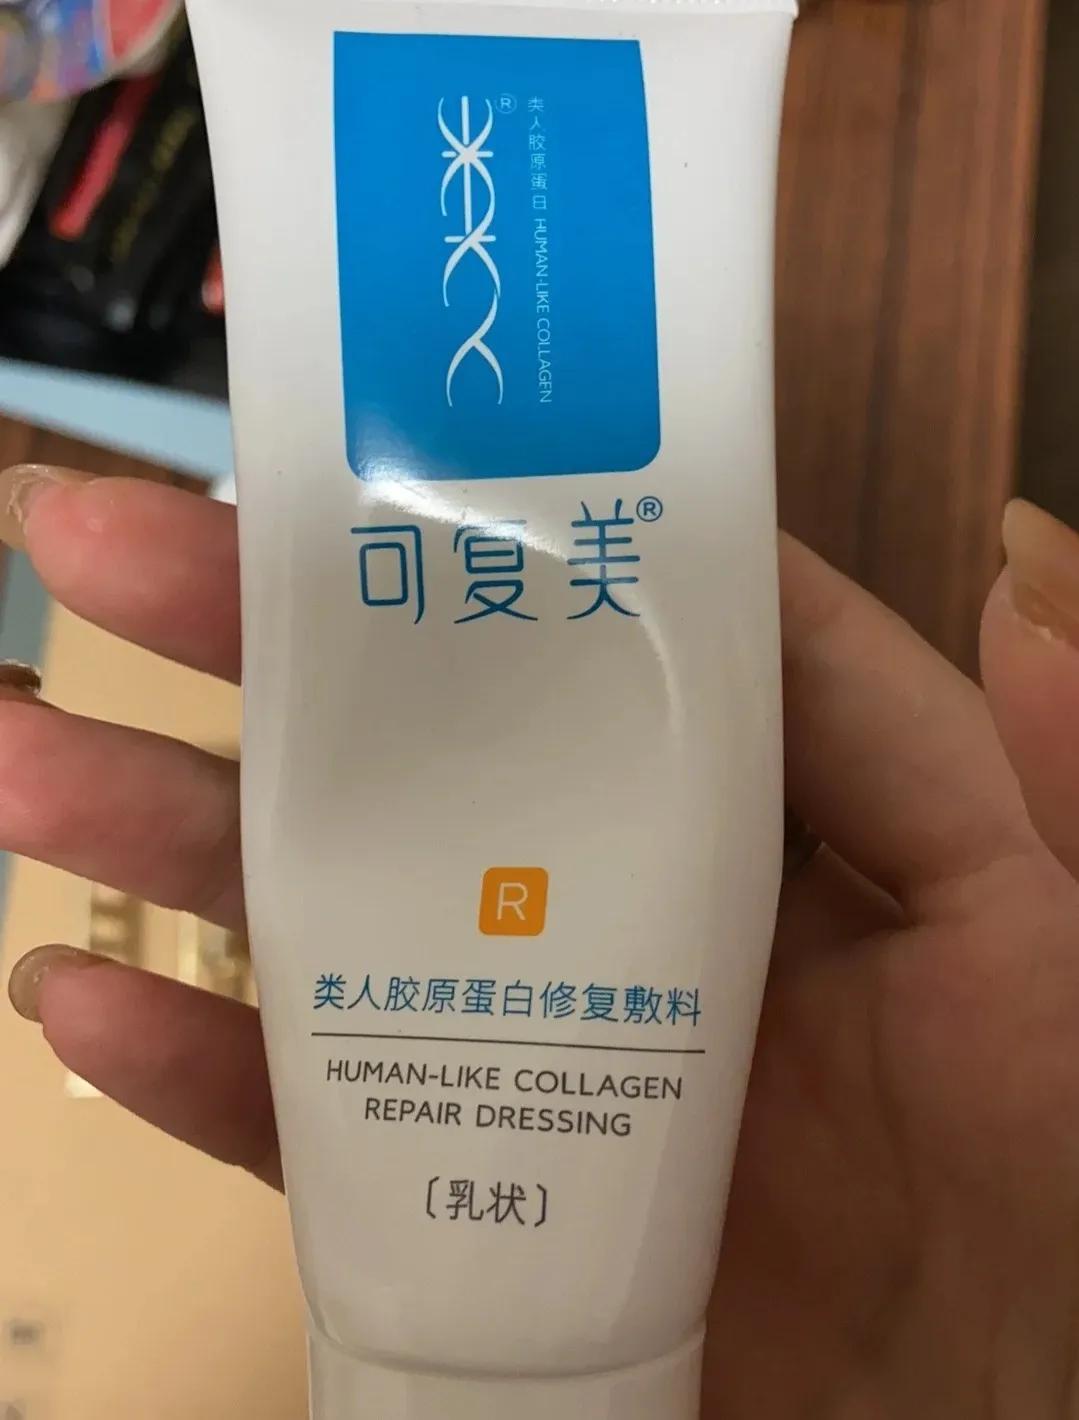 类人胶原蛋白 HUMAN-LIKE COLLAGEN
®
可复美®
R
类人胶原蛋白修复敷料
HUMAN-LIKE COLLAGEN
REPAIR DRESSING
〔乳状〕